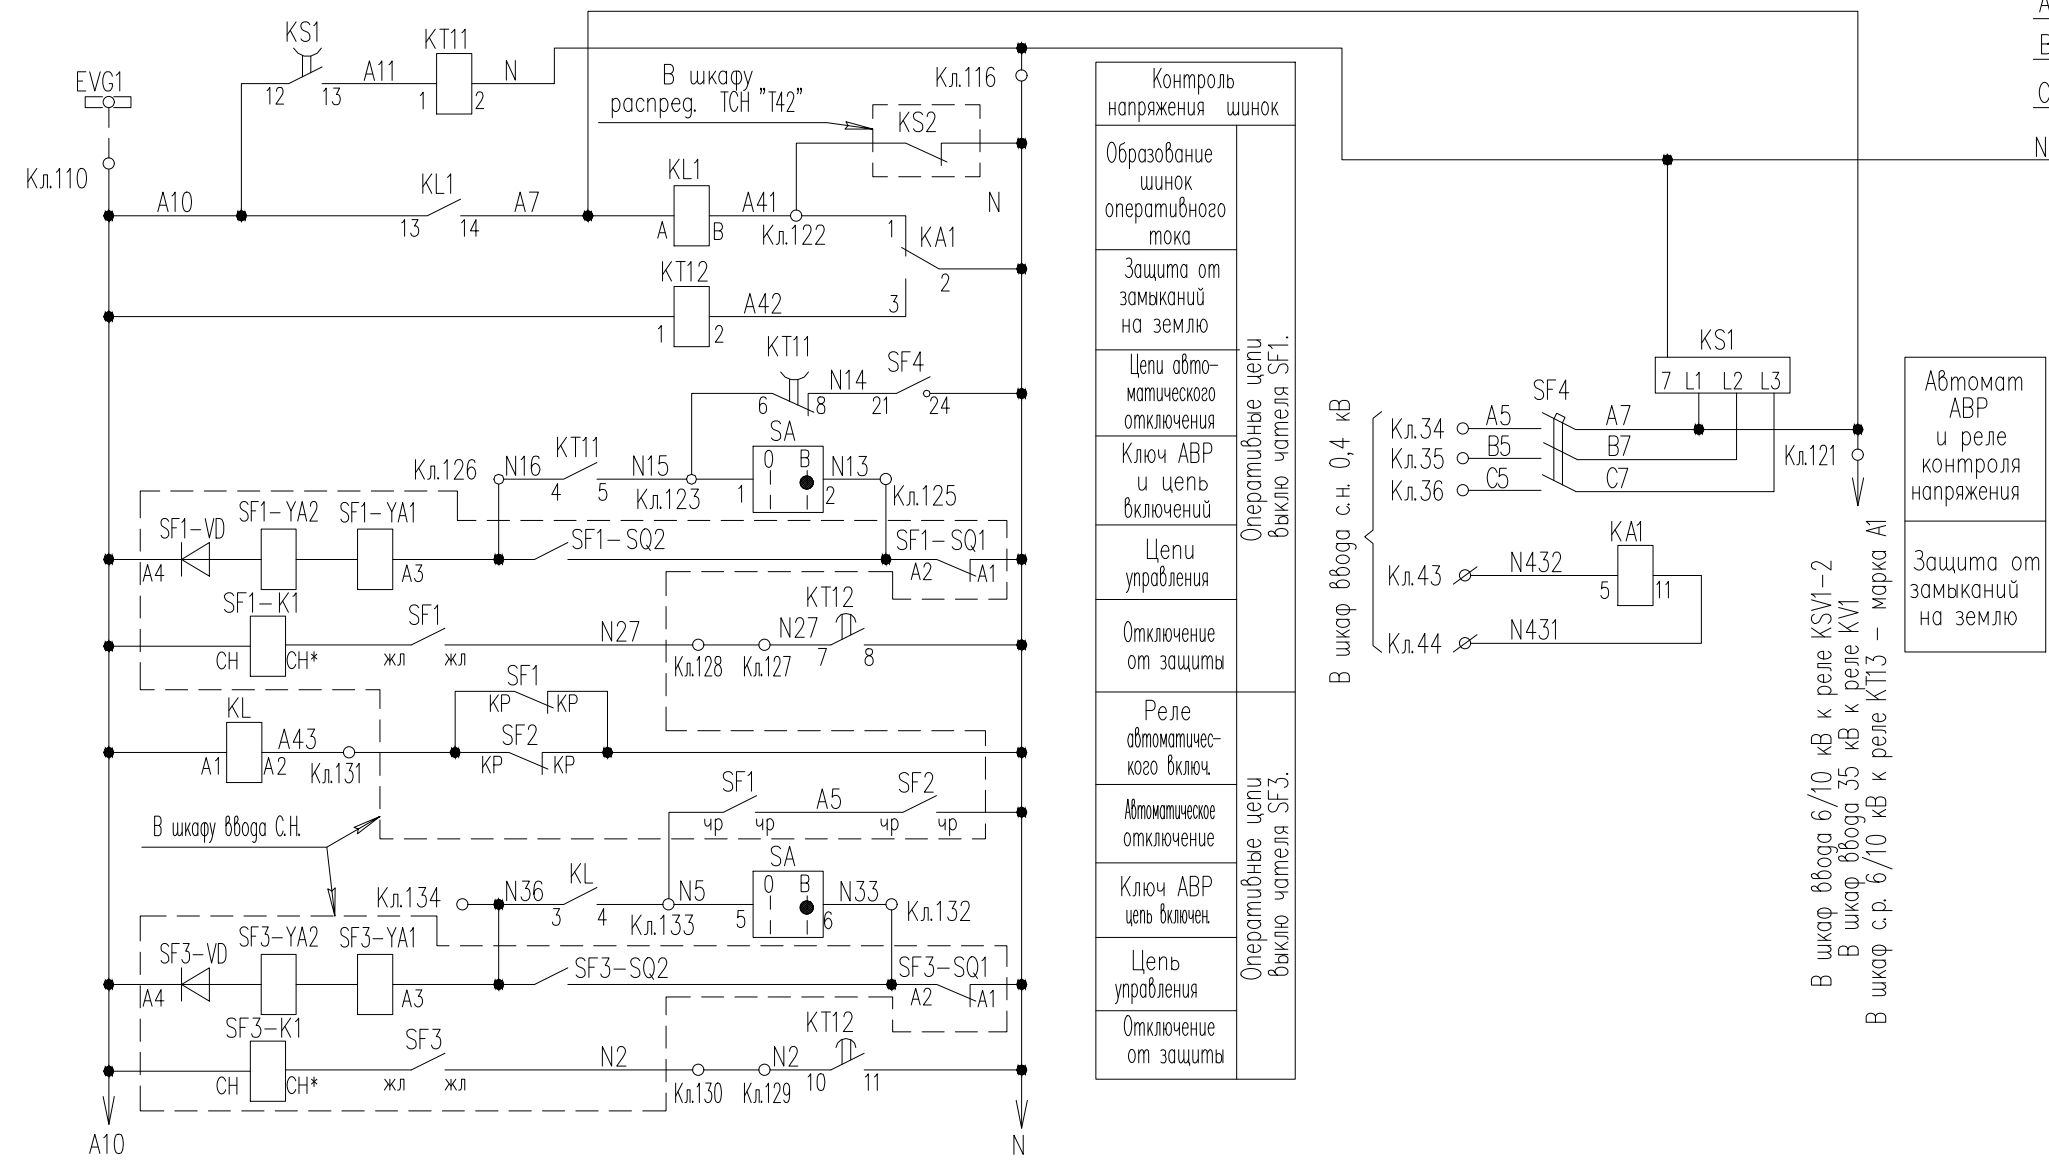 KS1
KT11
A11
N
12
13
1
2
EVG1
Кл.110
В шкафу
распред. ТСН "Т42"
KS2
Кл.116
A10
KL1
13
14
A7
KL1
A
B
A41
Кл.122
N
1
KA1
2
3
KT12
1
2
A42
KT11
6
8
N14
SF4
21
24
Кл.126
N16
KT11
4
5
N15
Кл.123
SA
0
В
1
2
N13
Кл.125
SF1-VD
A4
SF1-YA2
SF1-YA1
A3
SF1-SQ2
SF1-SQ1
A2
A1
SF1-K1
СН
СН*
SF1
жл
жл
N27
Кл.128
Кл.127
N27
KT12
7
8
SF1
КР
КР
KL
A1
A2
A43
Кл.131
SF2
КР
КР
SF1
чр
чр
A5
SF2
чр
чр
В шкафу ввода С.Н.
Кл.134
N36
KL
3
4
N5
Кл.133
SA
0
В
5
6
N33
Кл.132
SF3-VD
A4
SF3-YA2
SF3-YA1
A3
SF3-SQ2
SF3-SQ1
A2
A1
SF3-K1
СН
СН*
SF3
жл
жл
N2
Кл.130
Кл.129
N2
KT12
10
11
A10
N
Контроль
напряжения шинок
Образование
шинок
оперативного
тока
Защита от
замыканий
на землю
Цепи авто-
матического
отключения
Ключ АВР
и цепь
включений
Цепи
управления
Отключение
от защиты
Оперативные цепи
выклю чателя SF1.
Реле
автоматичес-
кого включ.
Автоматическое
отключение
Ключ АВР
цепь включен.
Цепь
управления
Отключение
от защиты
Оперативные цепи
выклю чателя SF3.
N
KS1
7 L1 L2 L3
В шкаф ввода с.н. 0,4 кВ
Кл.34
A5
SF4
A7
Кл.35
B5
B7
Кл.36
C5
C7
Кл.121
Кл.43
N432
KA1
5
11
Кл.44
N431
В шкаф ввода 6/10 кВ к реле KSV1-2
В шкаф ввода 35 кВ к реле KV1
В шкаф с.р. 6/10 кВ к реле KT13 - марка А1
Автомат
АВР
и реле
контроля
напряжения
Защита от
замыканий
на землю